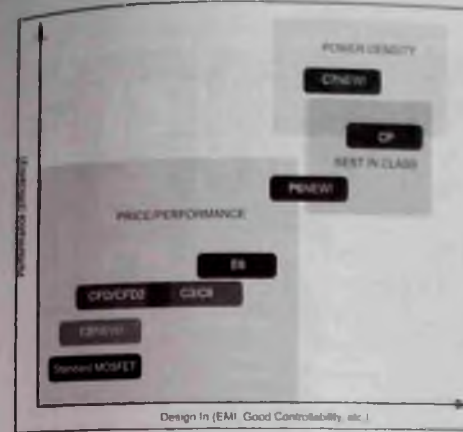 POWER DENSITY
C7NEW!
CP
BEST IN CLASS
P6NEW!
PRICE/PERFORMANCE
E6
CFD/CFD2 C3/C6
NEW!
Standard MOSFET
Design In (EMI, Good Controllability, etc.)